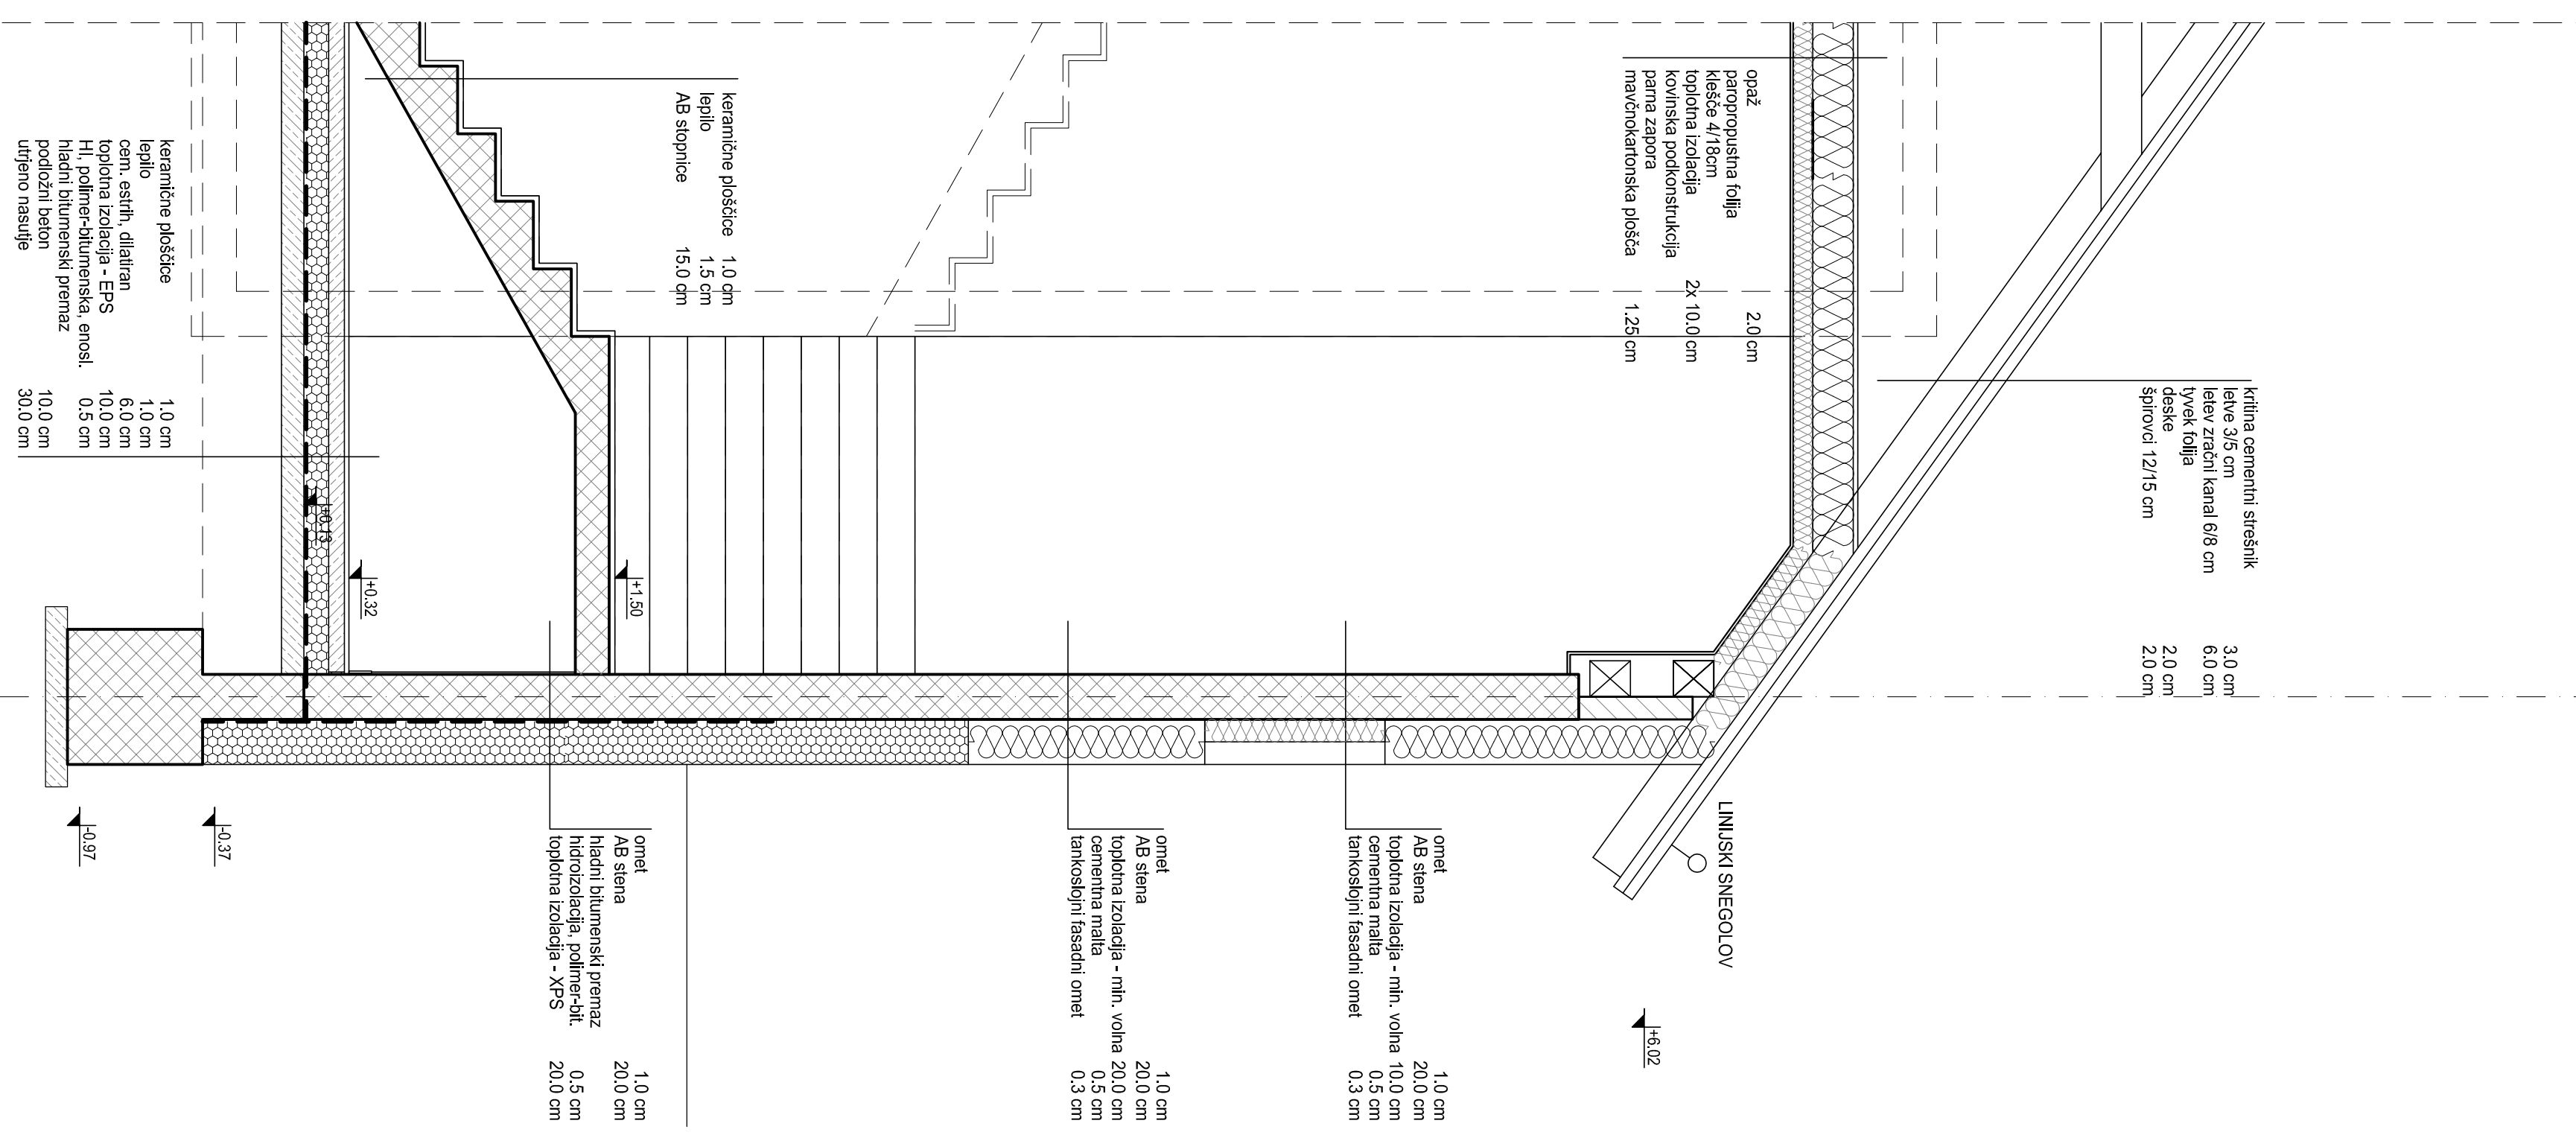 kritina cementni strešnik
letve 3/5 cm 3.0 cm
letev zračni kanal 6/8 cm 6.0 cm
tyvek folija
deske 2.0 cm
špirovci 12/15 cm 2.0 cm
opaž 2.0 cm
paropropustna folija
klešče 4/18cm
toplotna izolacija 2x 10.0 cm
kovinska podkonstrukcija
parna zapora
mavčnokartonska plošča 1.25 cm
LINIJSKI SNEGOLOV
+6.02
omet 1.0 cm
AB stena 20.0 cm
toplotna izolacija - min. volna 10.0 cm
cementna malta 0.5 cm
tankoslojni fasadni omet 0.3 cm
omet 1.0 cm
AB stena 20.0 cm
toplotna izolacija - min. volna 20.0 cm
cementna malta 0.5 cm
tankoslojni fasadni omet 0.3 cm
keramične ploščice 1.0 cm
lepilo 1.5 cm
AB stopnice 15.0 cm
+1.50
omet 1.0 cm
AB stena 20.0 cm
hladni bitumenski premaz
hidroizolacija, polimer-bit. 0.5 cm
toplotna izolacija - XPS 20.0 cm
+0.32
+0.13
keramične ploščice 1.0 cm
lepilo 1.0 cm
cem. estrih, dilatiran 6.0 cm
toplotna izolacija - EPS 10.0 cm
HI, polimer-bitumenska, enosl. 0.5 cm
hladni bitumenski premaz
podložni beton 10.0 cm
utrjeno nasutje 30.0 cm
-0.37
-0.97